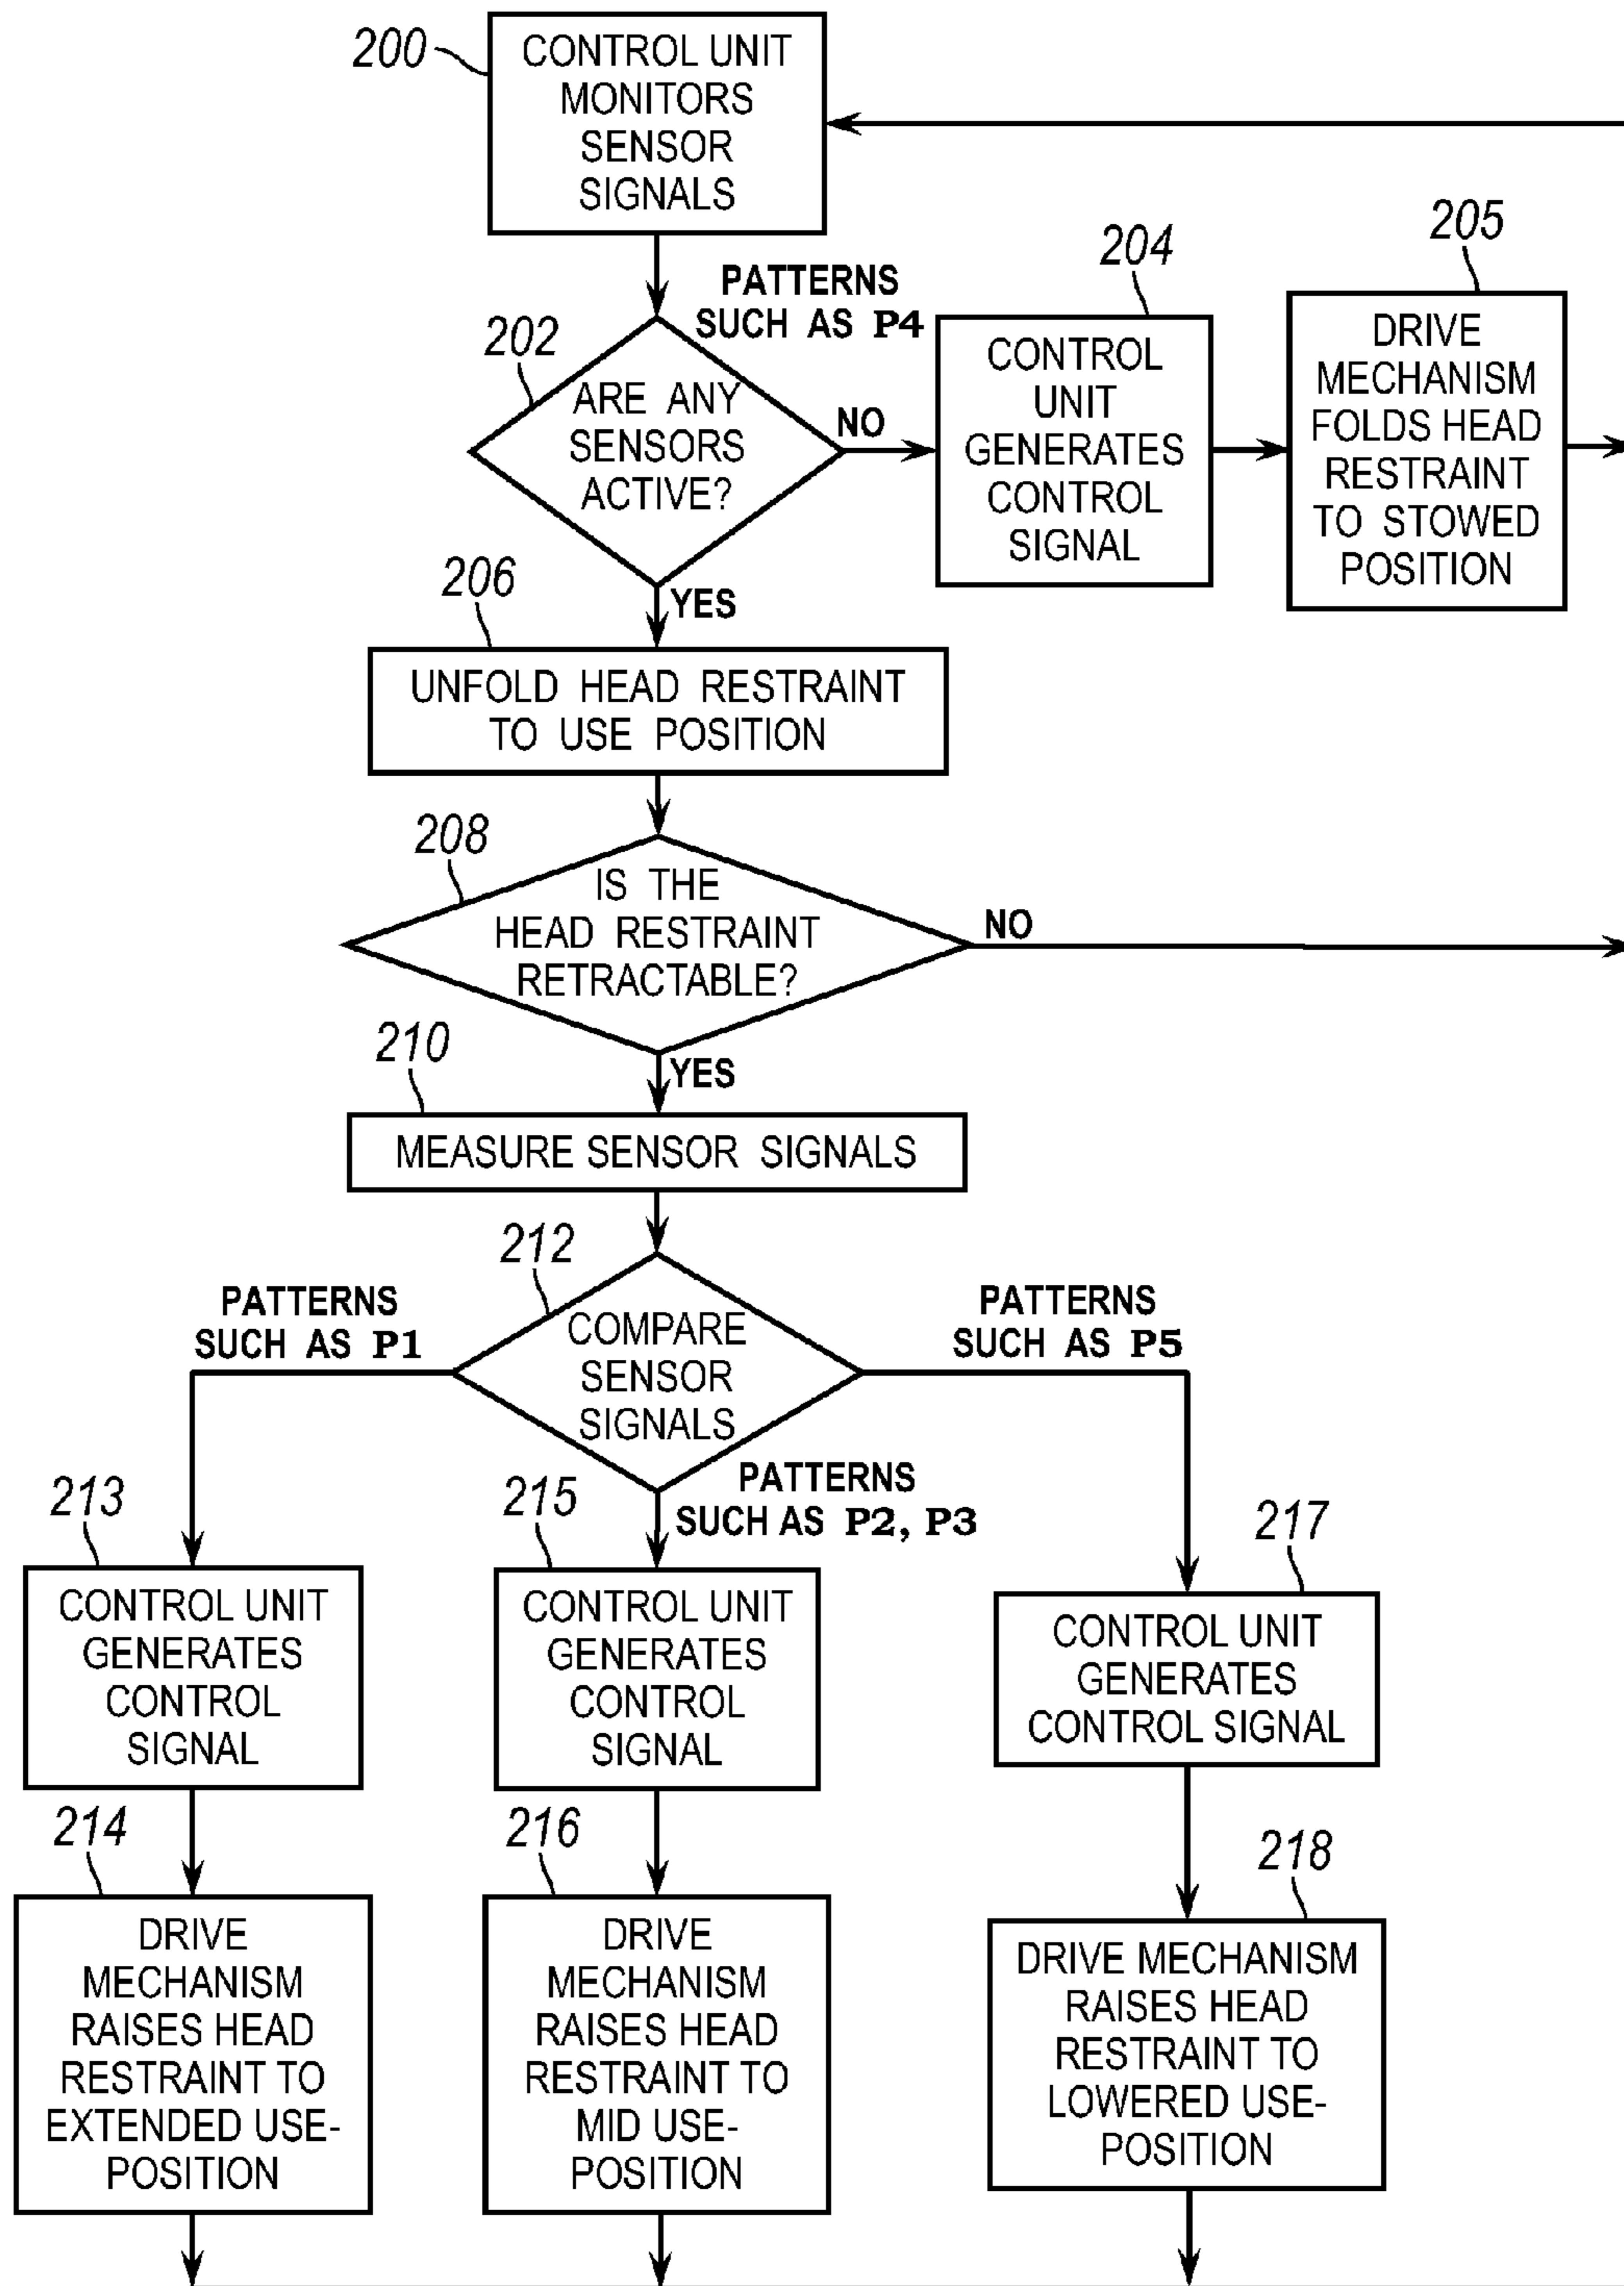 200
CONTROL UNIT
MONITORS
SENSOR
SIGNALS
PATTERNS
SUCH AS P4
202
ARE ANY
SENSORS
ACTIVE?
NO
204
CONTROL
UNIT
GENERATES
CONTROL
SIGNAL
205
DRIVE
MECHANISM
FOLDS HEAD
RESTRAINT
TO STOWED
POSITION
YES
206
UNFOLD HEAD RESTRAINT
TO USE POSITION
208
IS THE
HEAD RESTRAINT
RETRACTABLE?
NO
YES
210
MEASURE SENSOR SIGNALS
212
COMPARE
SENSOR
SIGNALS
PATTERNS
SUCH AS P1
PATTERNS
SUCH AS P2, P3
PATTERNS
SUCH AS P5
213
CONTROL UNIT
GENERATES
CONTROL
SIGNAL
215
CONTROL UNIT
GENERATES
CONTROL
SIGNAL
217
CONTROL UNIT
GENERATES
CONTROL SIGNAL
214
DRIVE
MECHANISM
RAISES HEAD
RESTRAINT TO
EXTENDED USE-
POSITION
216
DRIVE
MECHANISM
RAISES HEAD
RESTRAINT TO
MID USE-
POSITION
218
DRIVE MECHANISM
RAISES HEAD
RESTRAINT TO
LOWERED USE-
POSITION